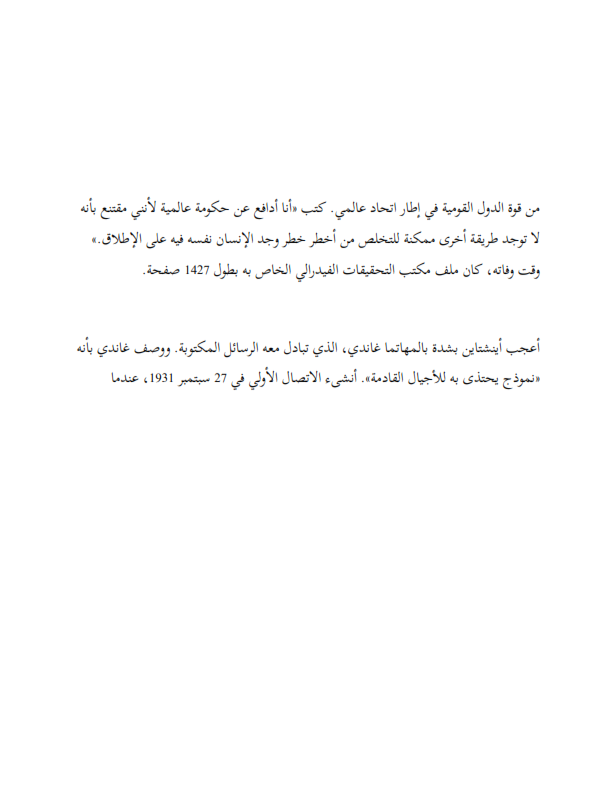 من قوة الدول القومية في إطار اتحاد عالمي. كتب «أنا أدافع عن حكومة عالمية لأنني مقتنع بأنه
لا توجد طريقة أخرى ممكنة للتخلص من أخطر خطر وجد الإنسان نفسه فيه على الإطلاق.»
وقت وفاته، كان ملف مكتب التحقيقات الفيدرالي الخاص به بطول 1427 صفحة.
أعجب أينشتاين بشدة بالمهاتما غاندي، الذي تبادل معه الرسائل المكتوبة. ووصف غاندي بأنه
«نموذج يحتذى به للأجيال القادمة». أنشىء الاتصال الأولي في 27 سبتمبر 1931، عندما